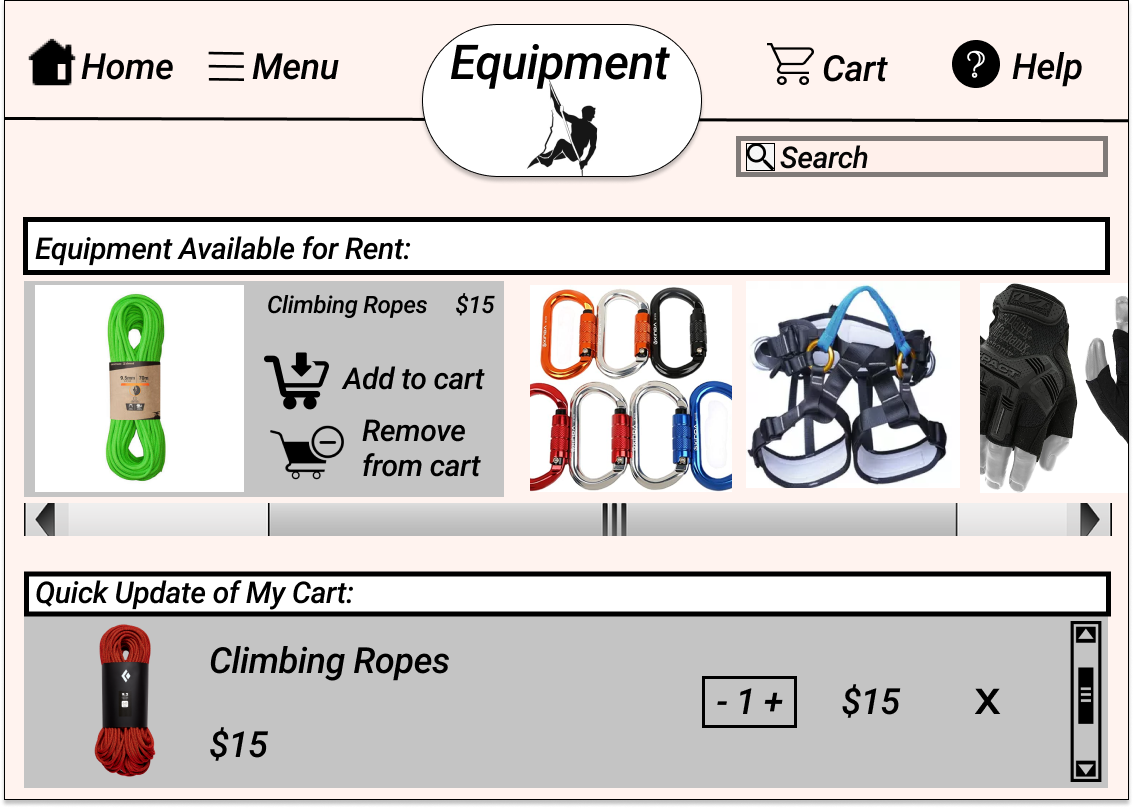 Home
Menu
Equipment
Cart
Help
Search
Equipment Available for Rent:
Climbing Ropes $15
Add to cart
Remove
from cart
Quick Update of My Cart:
Climbing Ropes
$15
- 1 +
$15
X